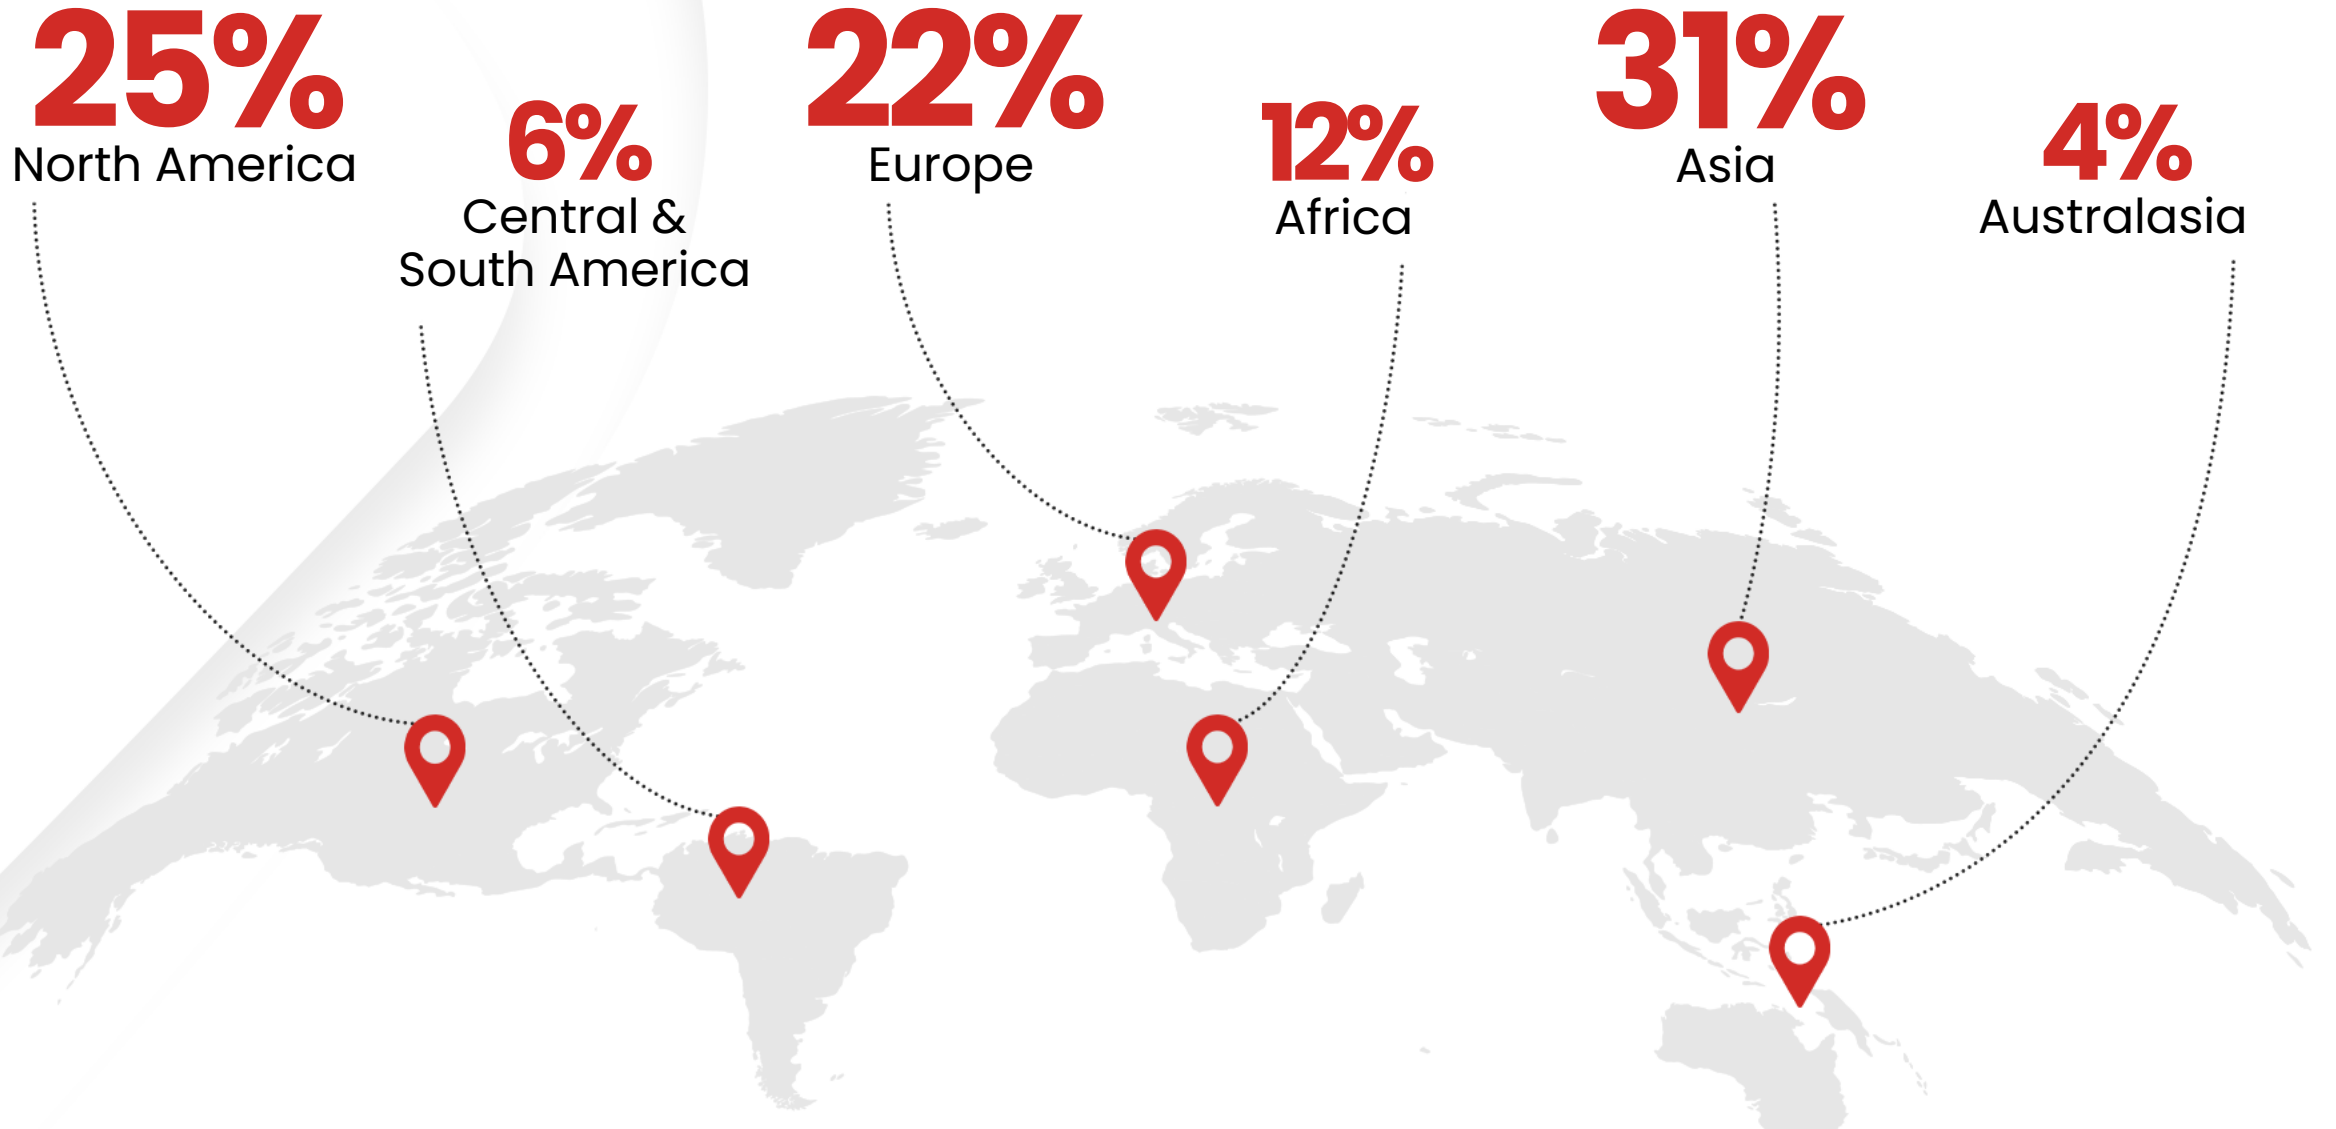 25%
North America
6%
Central &
South America
22%
Europe
12%
Africa
31%
Asia
4%
Australasia